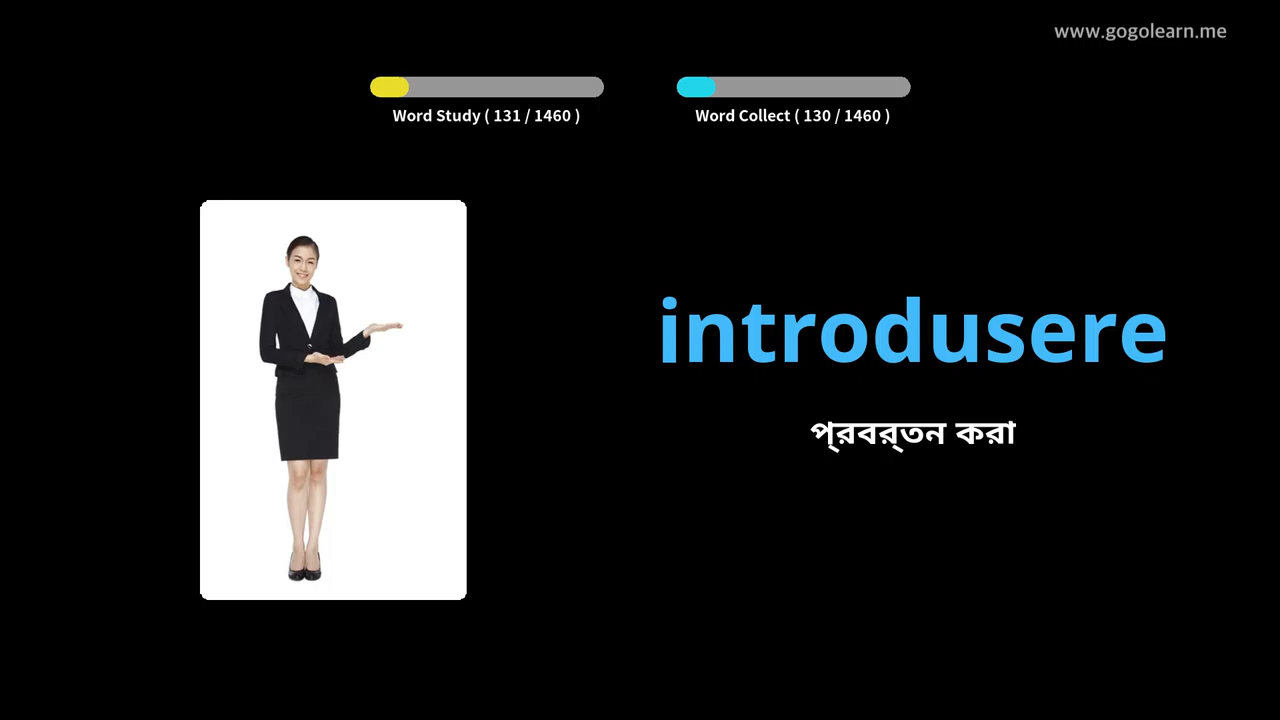 www.gogolearn.me
Word Study ( 131 / 1460 )
Word Collect ( 130 / 1460 )
introdusere
প্রবর্তন করা